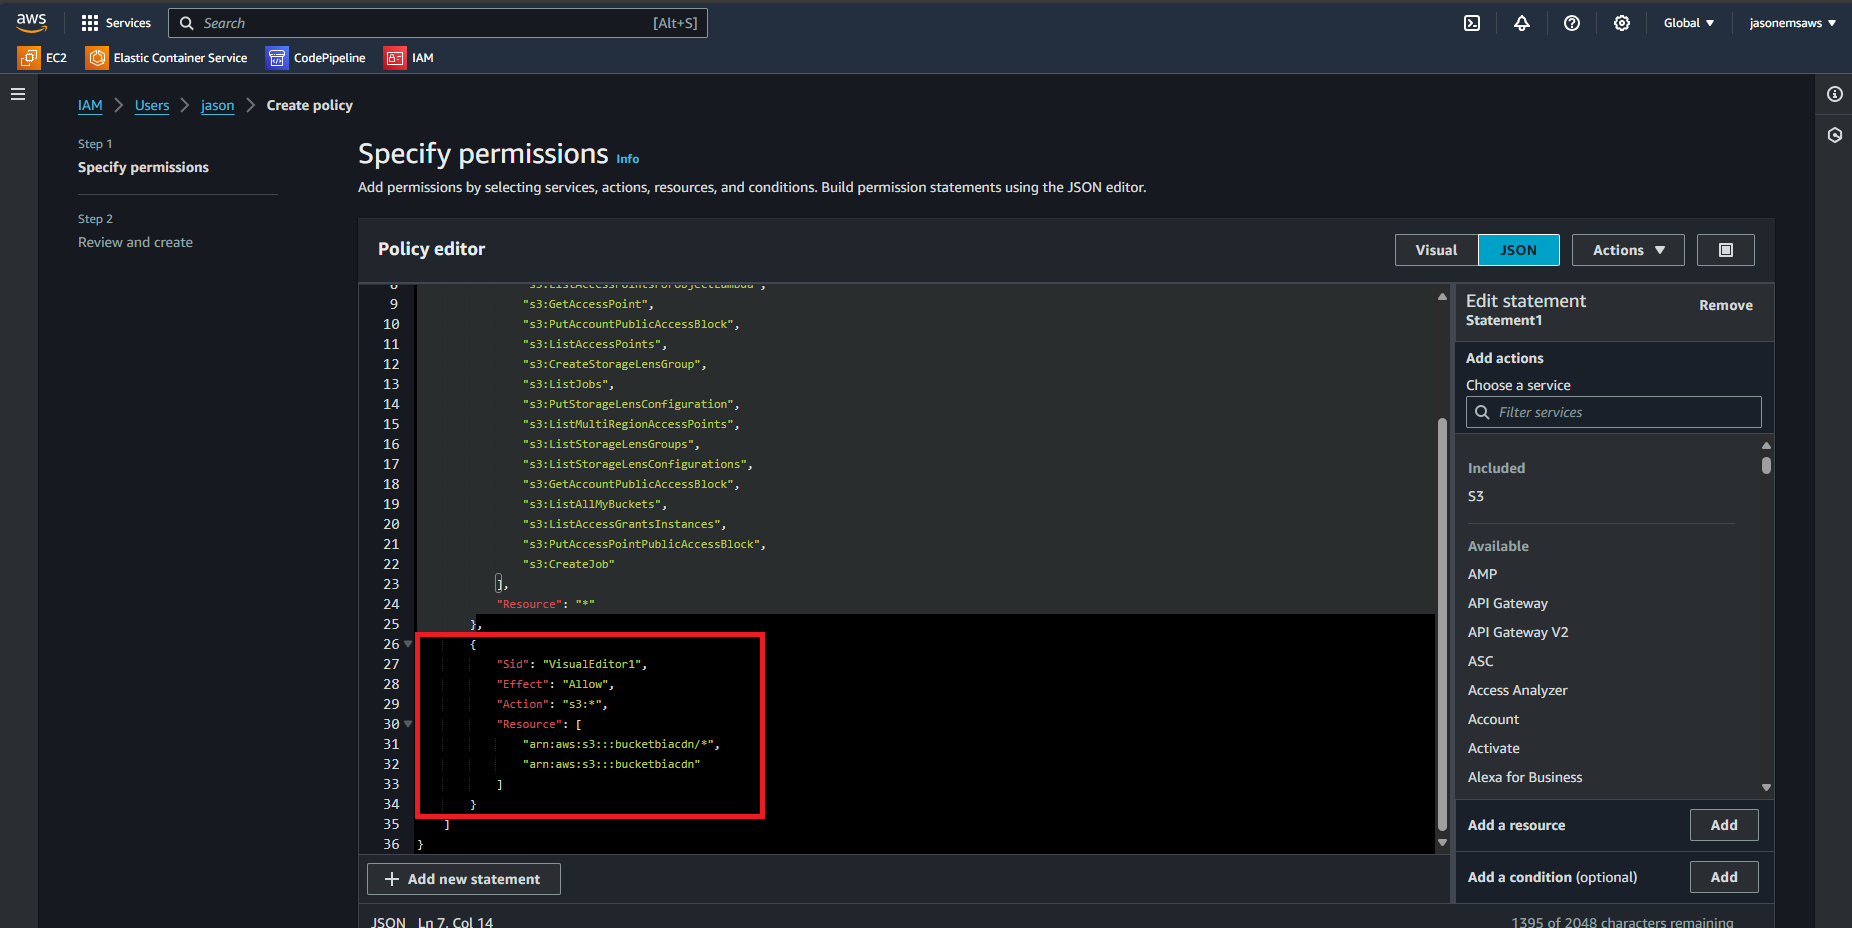 aws
Services
Search
[Alt+S]
Global
jasonemsaws
EC2
Elastic Container Service
CodePipeline
IAM
IAM
Users
jason
Create policy
Step 1
Specify permissions
Step 2
Review and create
Specify permissions Info
Add permissions by selecting services, actions, resources, and conditions. Build permission statements using the JSON editor.
Policy editor
Visual
JSON
Actions
8 "s3:ListAccessPointsForObjectLambda",
9 "s3:GetAccessPoint",
10 "s3:PutAccountPublicAccessBlock",
11 "s3:ListAccessPoints",
12 "s3:CreateStorageLensGroup",
13 "s3:ListJobs",
14 "s3:PutStorageLensConfiguration",
15 "s3:ListMultiRegionAccessPoints",
16 "s3:ListStorageLensGroups",
17 "s3:ListStorageLensConfigurations",
18 "s3:GetAccountPublicAccessBlock",
19 "s3:ListAllMyBuckets",
20 "s3:ListAccessGrantsInstances",
21 "s3:PutAccessPointPublicAccessBlock",
22 "s3:CreateJob"
23 ],
24 "Resource": "*"
25 },
26 {
27 "Sid": "VisualEditor1",
28 "Effect": "Allow",
29 "Action": "s3:*",
30 "Resource": [
31 "arn:aws:s3:::bucketbiacdn/*",
32 "arn:aws:s3:::bucketbiacdn"
33 ]
34 }
35 ]
36 }
+ Add new statement
JSON Ln 7, Col 14
1395 of 2048 characters remaining
Edit statement
Statement1
Remove
Add actions
Choose a service
Filter services
Included
S3
Available
AMP
API Gateway
API Gateway V2
ASC
Access Analyzer
Account
Activate
Alexa for Business
Add a resource
Add
Add a condition (optional)
Add